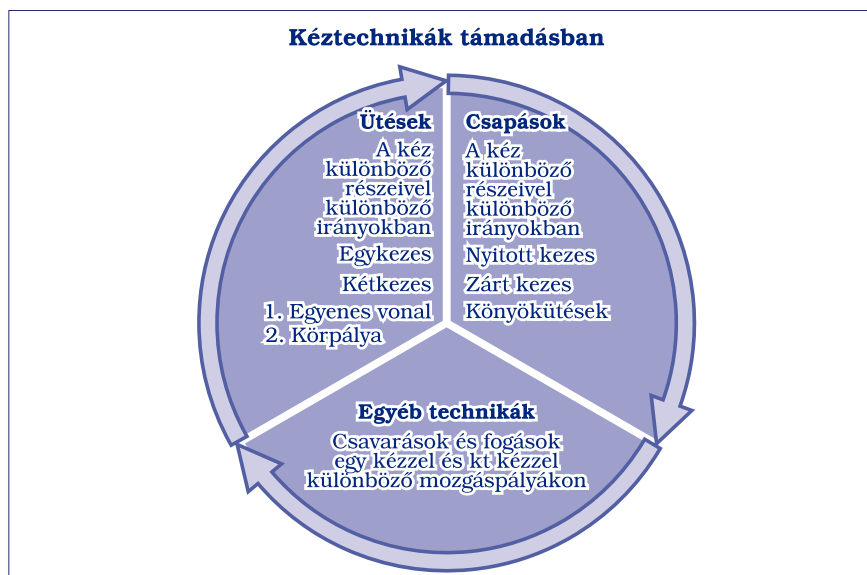 Kéztechnikák támadásban
Ütések
A kéz
különböző
részeivel
különböző
irányokban
Egykezes
Kétkezes
1. Egyenes vonal
2. Körpálya
Csapások
A kéz
különböző
részeivel
különböző
irányokban
Nyitott kezes
Zárt kezes
Könyökütések
Egyéb technikák
Csavarások és fogások
egy kézzel és kt kézzel
különböző mozgáspályákon